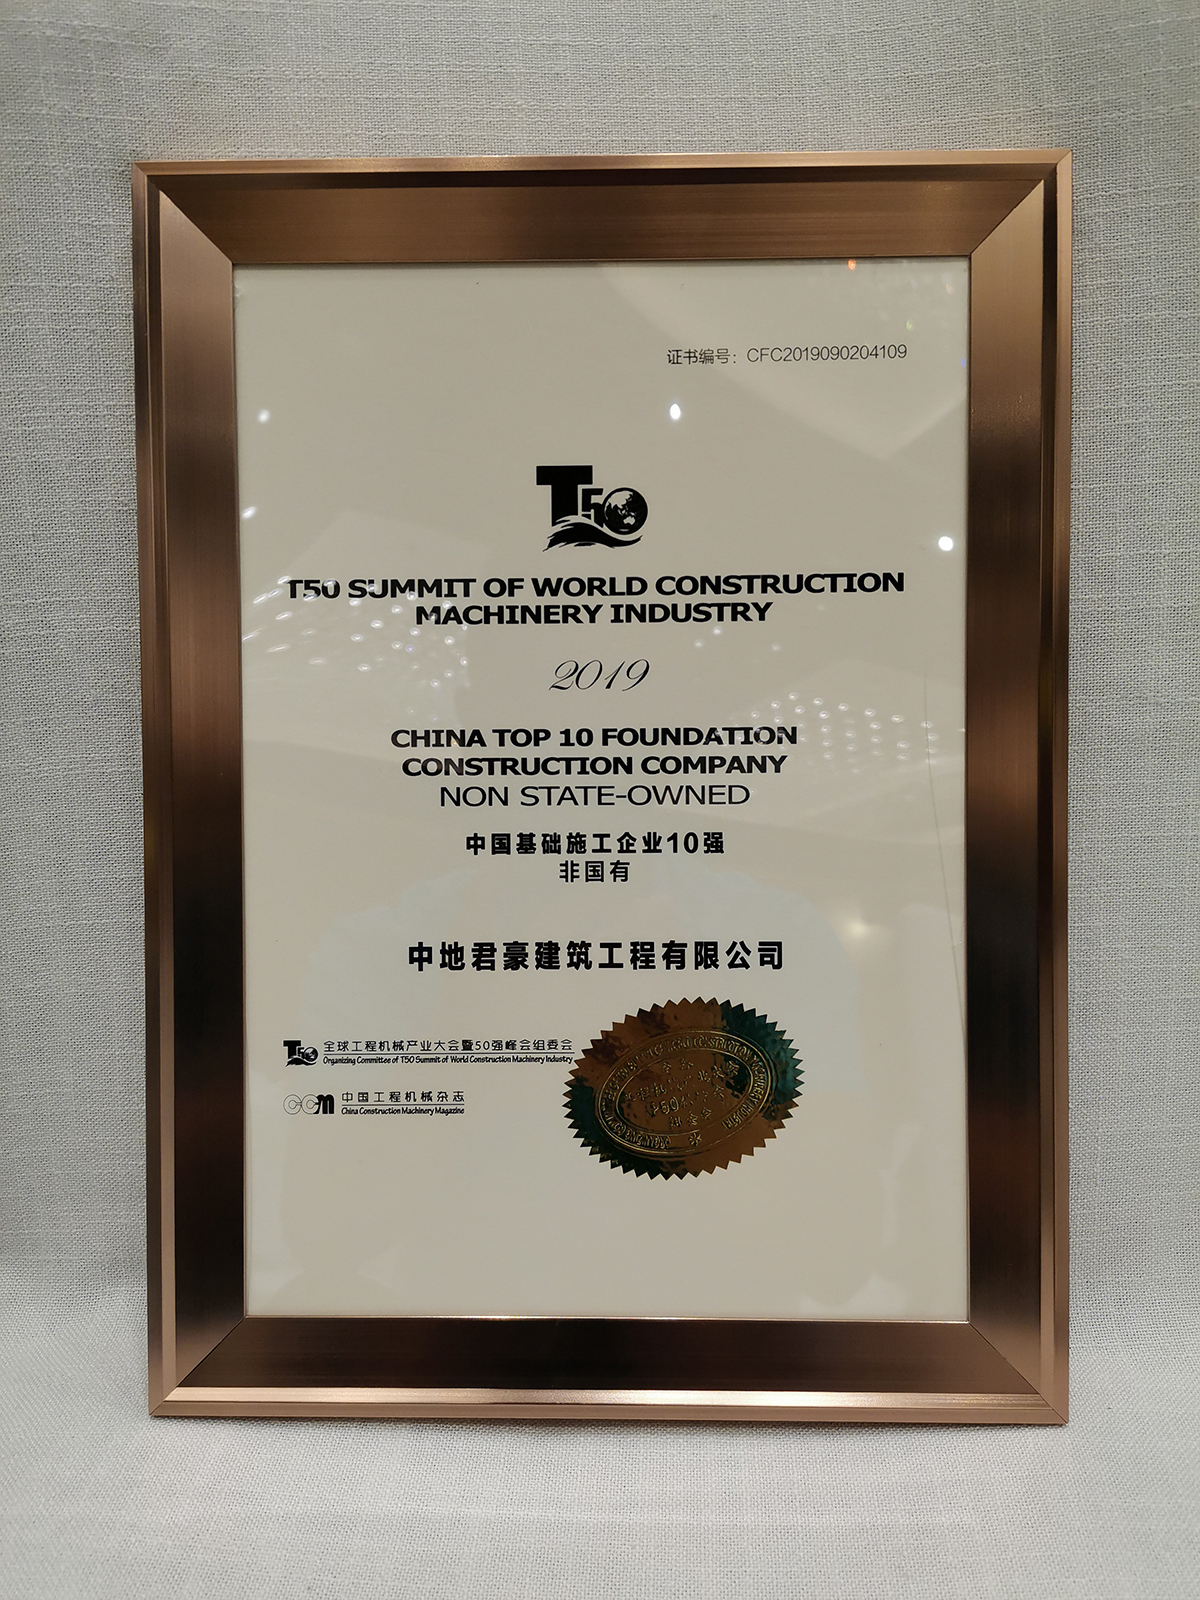 证书编号：CFC2019090204109
T50
T50 SUMMIT OF WORLD CONSTRUCTION
MACHINERY INDUSTRY
2019
CHINA TOP 10 FOUNDATION
CONSTRUCTION COMPANY
NON STATE-OWNED
中国基础施工企业10强
非国有
中地君豪建筑工程有限公司
T50 全球工程机械产业大会暨50强峰会组委会
Organizing Committee of T50 Summit of World Construction Machinery Industry
CCM 中国工程机械杂志
China Construction Machinery Magazine